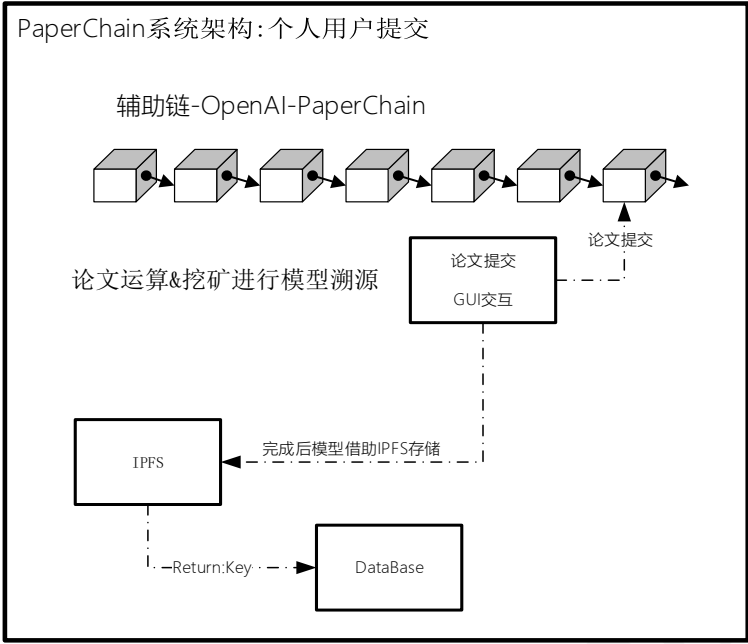 PaperChain系统架构:个人用户提交
辅助链-OpenAI-PaperChain
论文提交
论文提交
GUI交互
论文运算&挖矿进行模型溯源
完成后模型借助IPFS存储
IPFS
Return:Key
DataBase